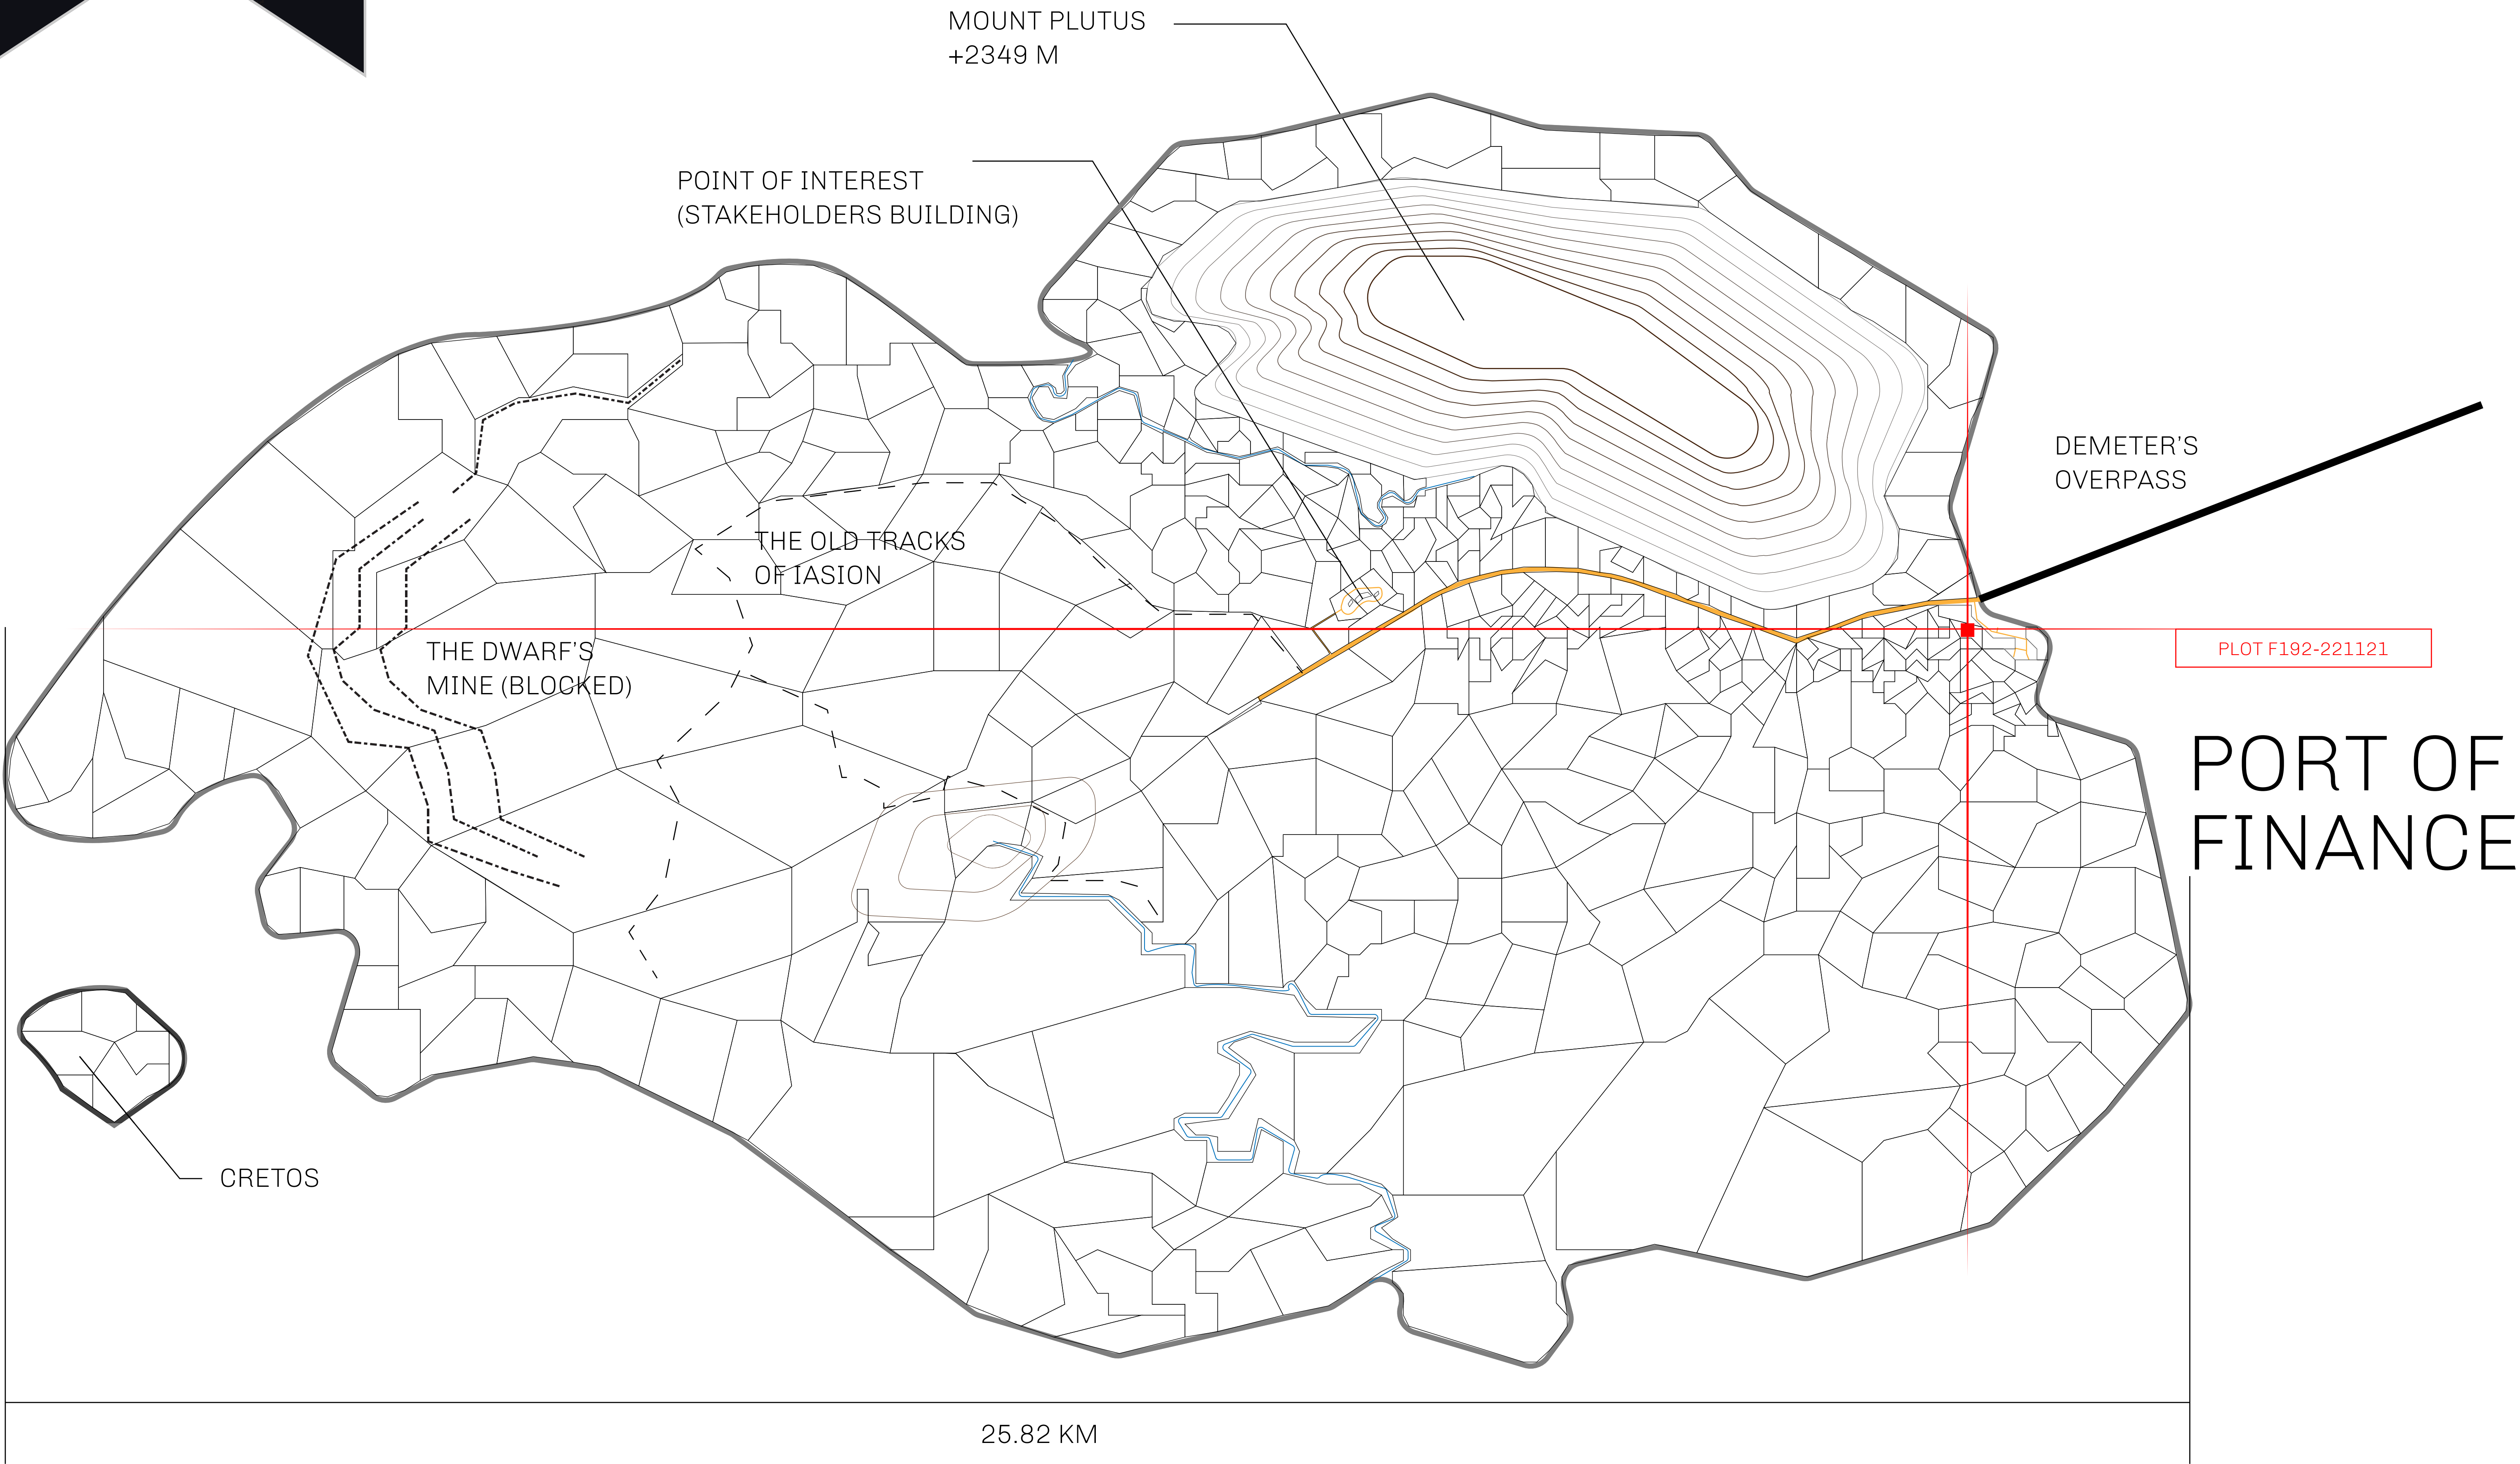 MOUNT PLUTUS
+2349 M
POINT OF INTEREST
(STAKEHOLDERS BUILDING)
DEMETER'S
OVERPASS
THE OLD TRACKS
OF IASION
THE DWARF'S
MINE (BLOCKED)
PLOT F192-221121
PORT OF
FINANCE
CRETOS
25.82 KM